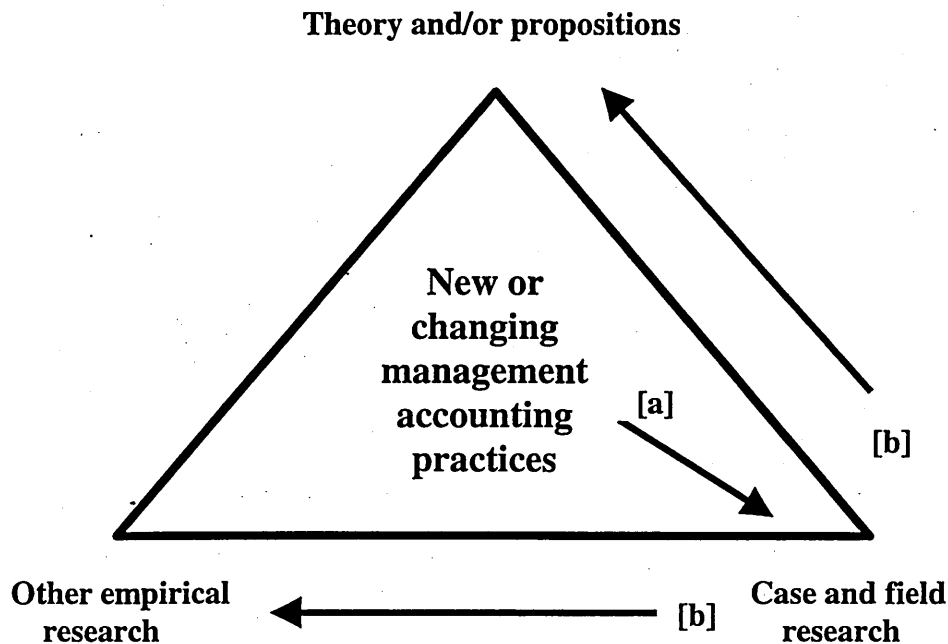 Theory and/or propositions
New or
changing
management
accounting
practices
[a]
[b]
Other empirical
research
[b]
Case and field
research